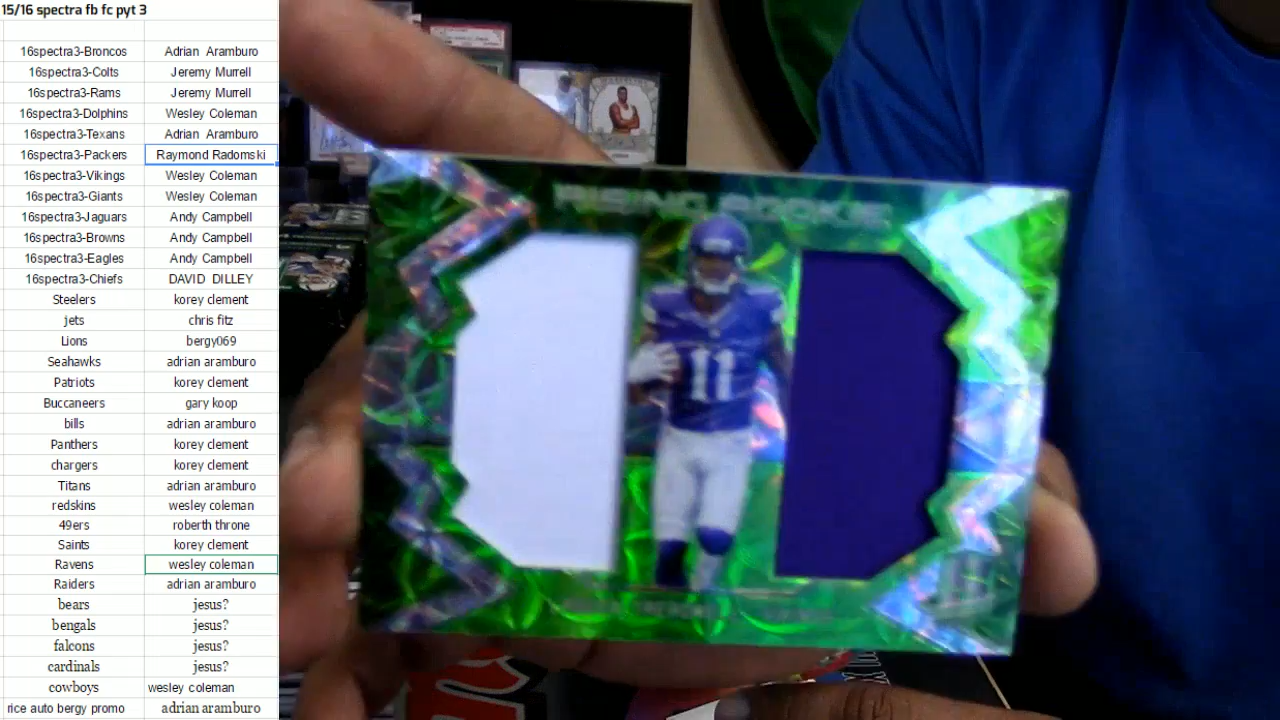 15/16 spectra fb fc pyt 3
16spectra3-Broncos Adrian Aramburo
16spectra3-Colts Jeremy Murrell
16spectra3-Rams Jeremy Murrell
16spectra3-Dolphins Wesley Coleman
16spectra3-Texans Adrian Aramburo
16spectra3-Packers Raymond Radomski
16spectra3-Vikings Wesley Coleman
16spectra3-Giants Wesley Coleman
16spectra3-Jaguars Andy Campbell
16spectra3-Browns Andy Campbell
16spectra3-Eagles Andy Campbell
16spectra3-Chiefs DAVID DILLEY
Steelers korey clement
jets chris fitz
Lions bergy069
Seahawks adrian aramburo
Patriots korey clement
Buccaneers gary koop
bills adrian aramburo
Panthers korey clement
chargers korey clement
Titans adrian aramburo
redskins wesley coleman
49ers roberth throne
Saints korey clement
Ravens wesley coleman
Raiders adrian aramburo
bears jesus?
bengals jesus?
falcons jesus?
cardinals jesus?
cowboys wesley coleman
rice auto bergy promo adrian aramburo
RISING ROOKIE
11